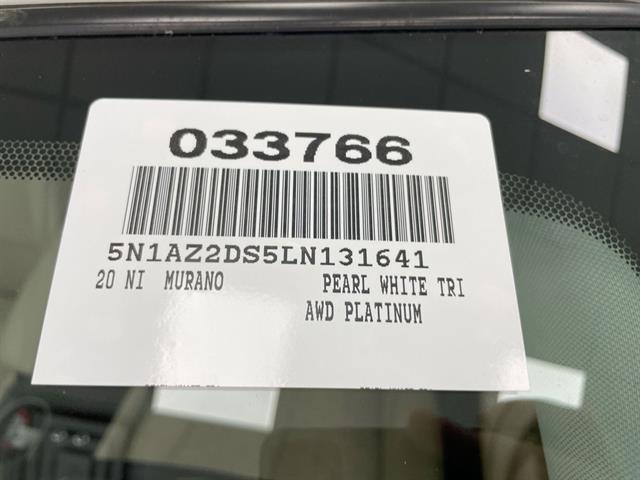 033766
5N1AZ2DS5LN131641
20 NI MURANO PEARL WHITE TRI
AWD PLATINUM